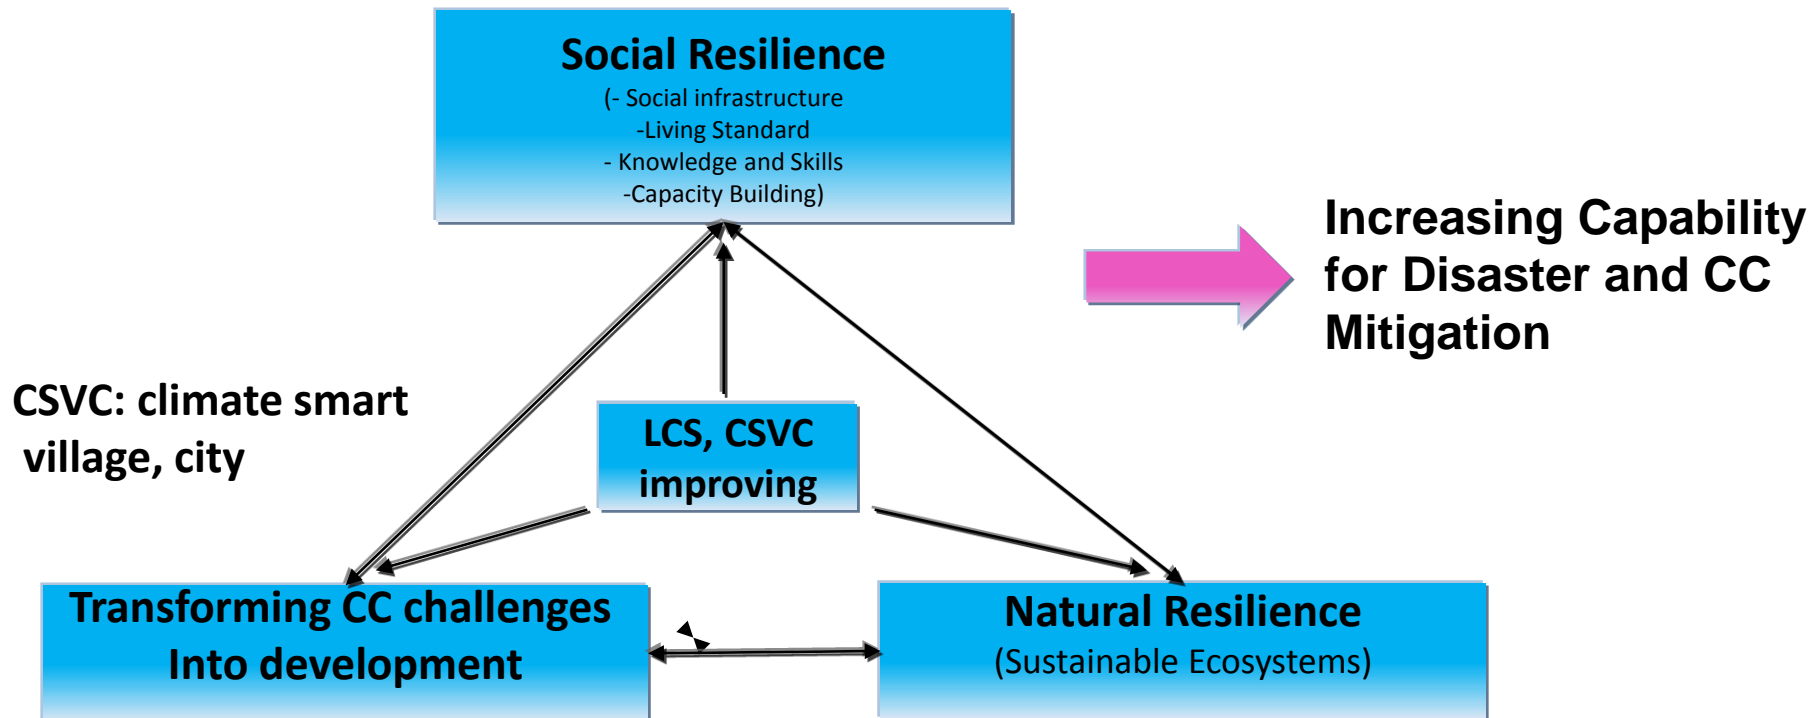 Social Resilience
(- Social infrastructure
-Living Standard
- Knowledge and Skills
-Capacity Building)
Increasing Capability
for Disaster and CC
Mitigation
CSVC: climate smart
village, city
LCS, CSVC
improving
Transforming CC challenges
Into development
Natural Resilience
(Sustainable Ecosystems)